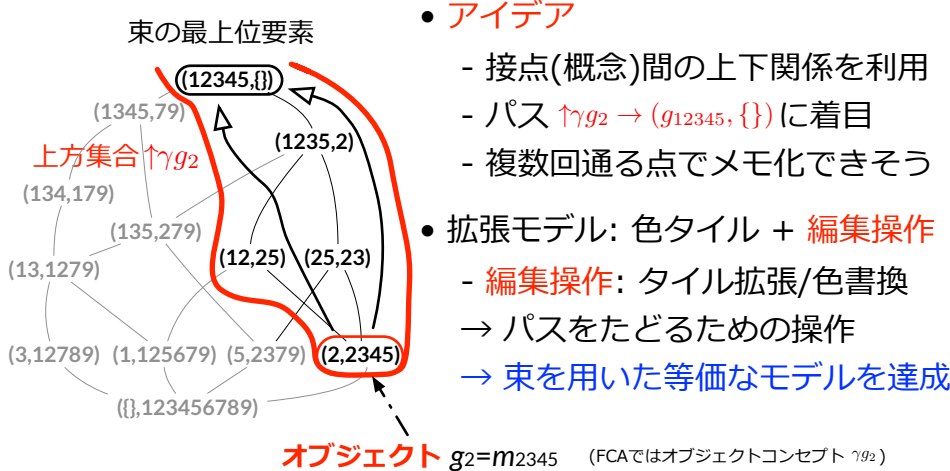 束の最上位要素
(12345,{})
(1345,79)
(1235,2)
上方集合 ↑γg₂
(134,179)
(135,279)
(13,1279)
(12,25)
(25,23)
(3,12789)
(1,125679)
(5,2379)
(2,2345)
({},123456789)
オブジェクト g2=m2345 (FCAではオブジェクトコンセプト γg₂)
• アイデア
- 接点(概念)間の上下関係を利用
- パス ↑γg₂ → (g₁₂₃₄₅, {}) に着目
- 複数回通る点でメモ化できそう
• 拡張モデル: 色タイル + 編集操作
- 編集操作: タイル拡張/色書換
→ パスをたどるための操作
→ 束を用いた等価なモデルを達成